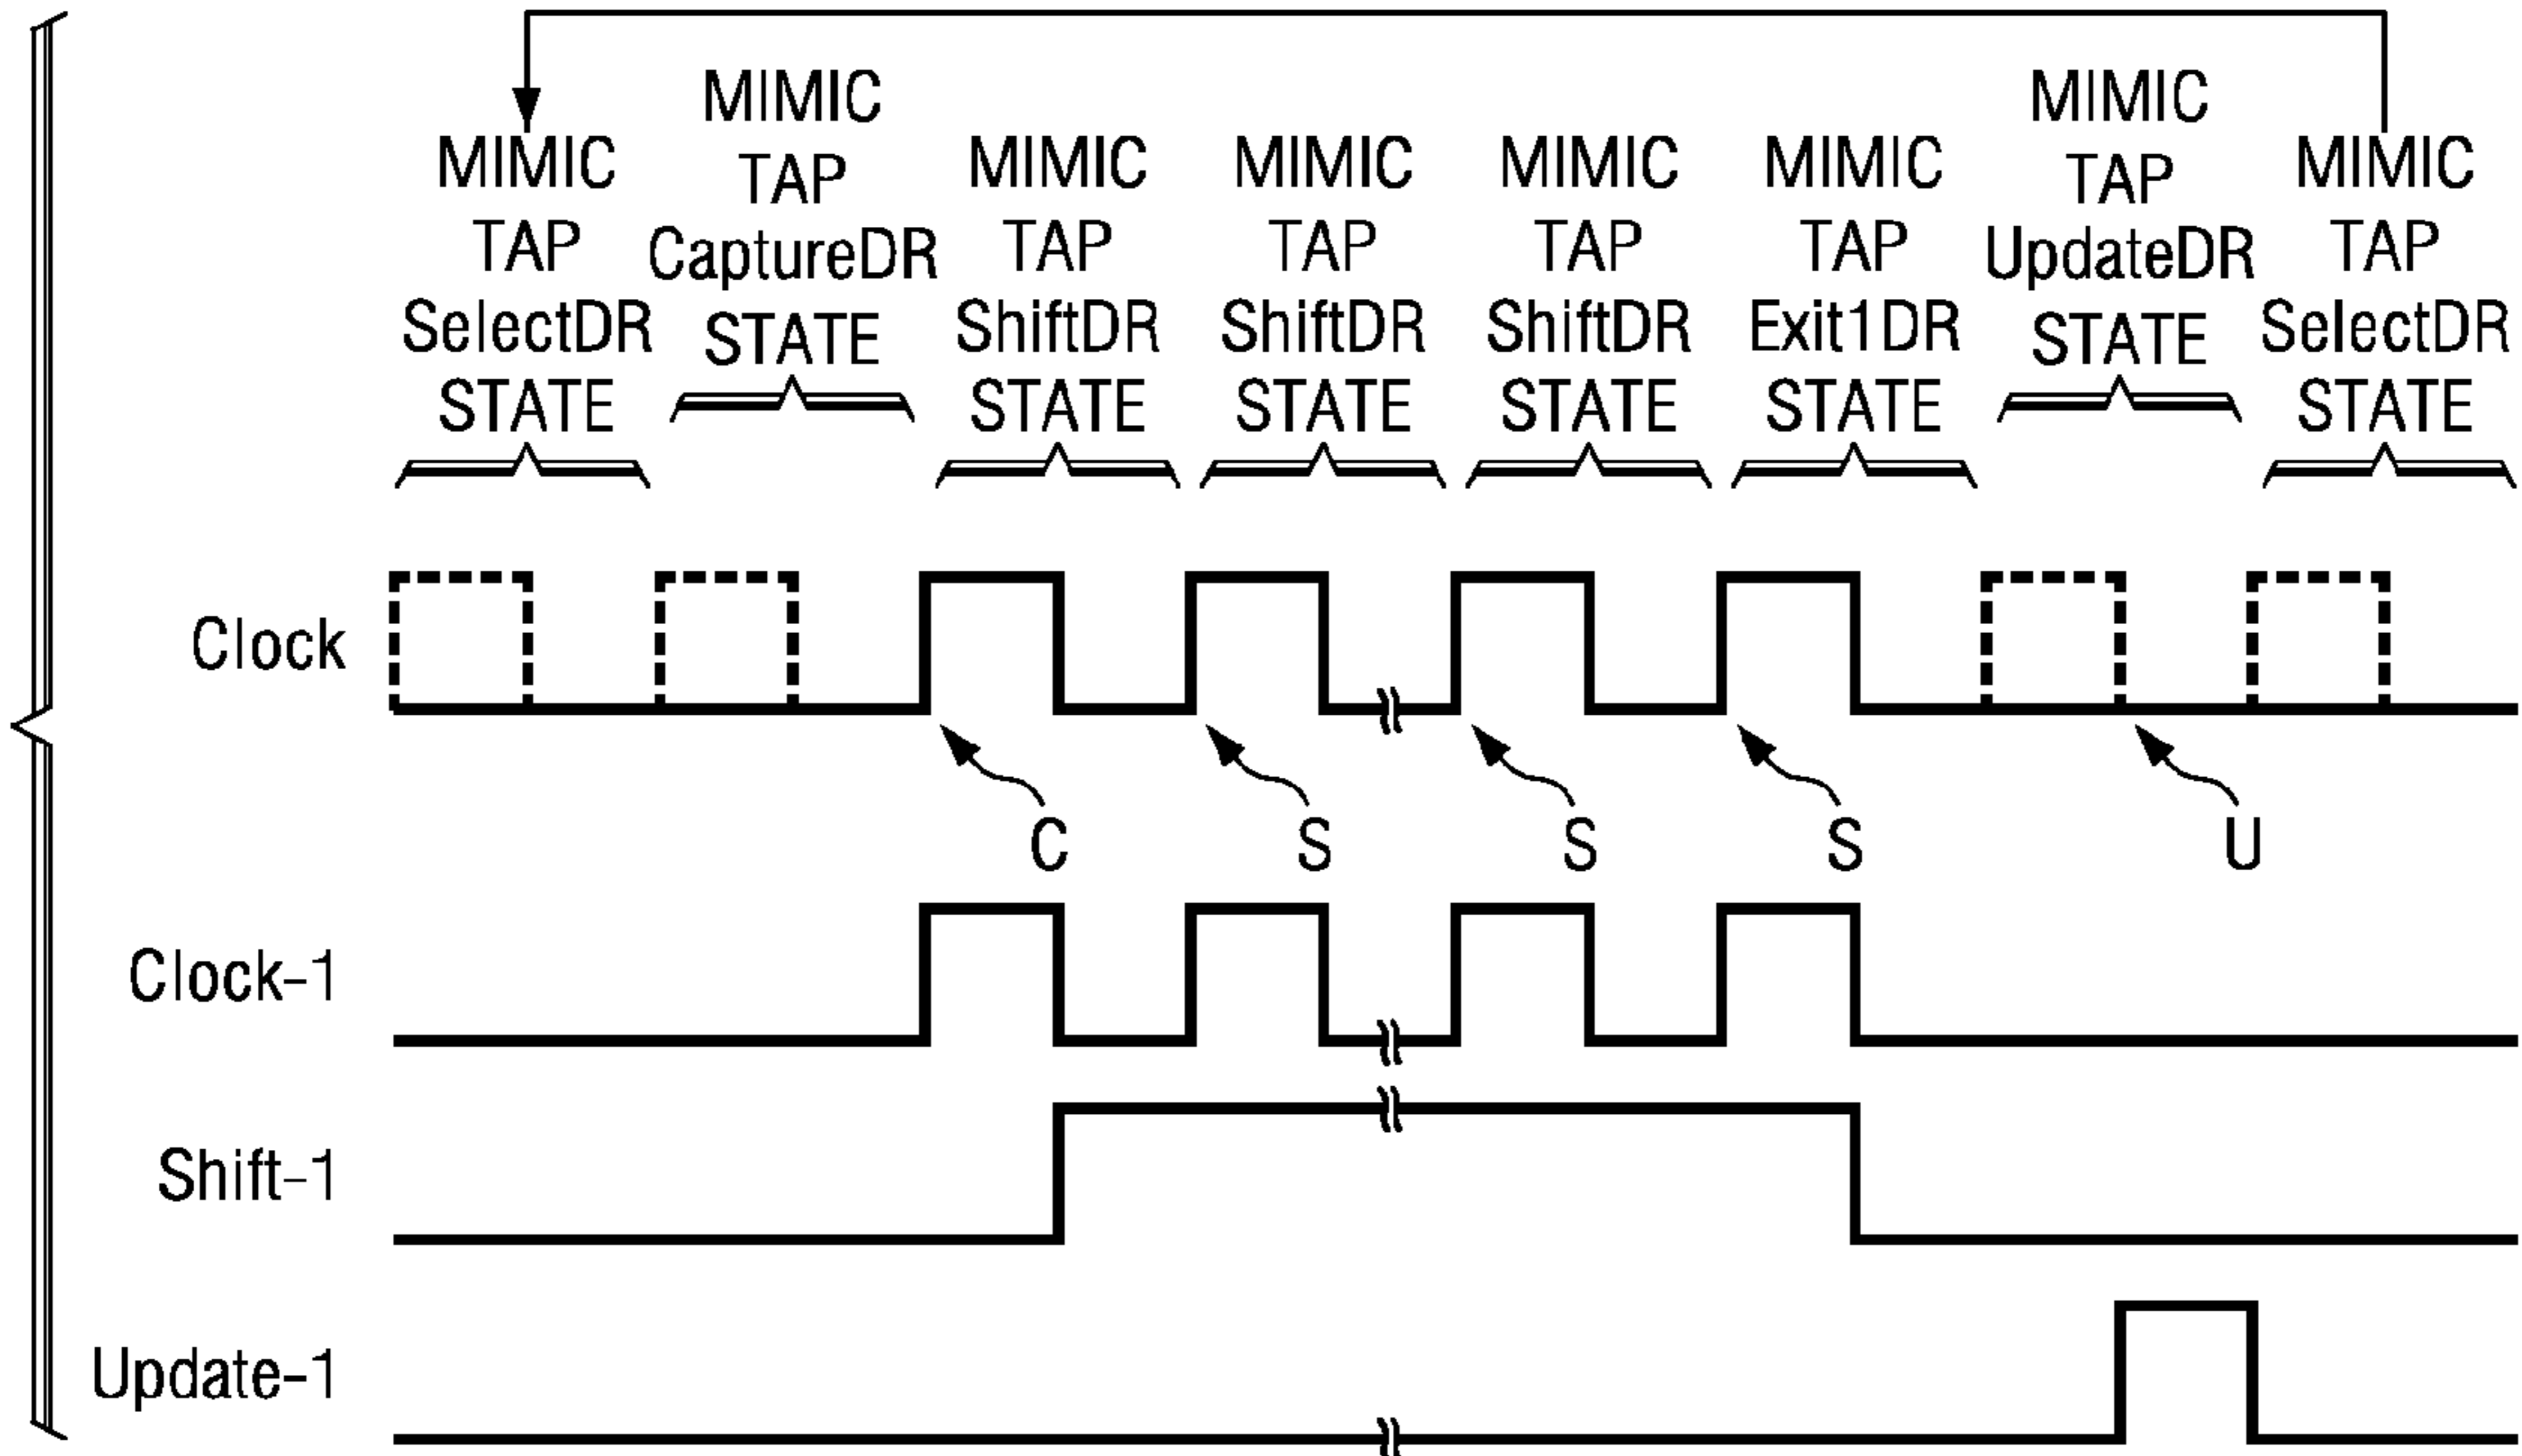 MIMIC
TAP
SelectDR
STATE
MIMIC
TAP
CaptureDR
STATE
MIMIC
TAP
ShiftDR
STATE
MIMIC
TAP
ShiftDR
STATE
MIMIC
TAP
ShiftDR
STATE
MIMIC
TAP
Exit1DR
STATE
MIMIC
TAP
UpdateDR
STATE
MIMIC
TAP
SelectDR
STATE
Clock
C
S
S
S
U
Clock-1
Shift-1
Update-1